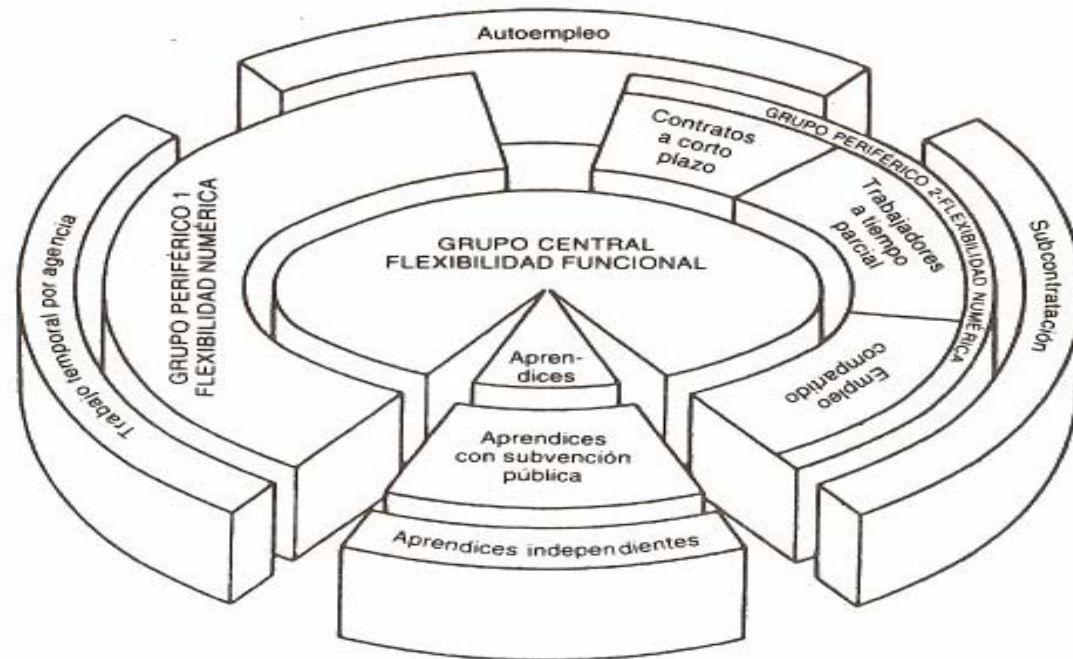 Autoempleo
Contratos
a corto
plazo
GRUPO PERIFÉRICO 2-FLEXIBILIDAD NUMÉRICA
Trabajadores
a tiempo
parcial
Empleo
compartido
Subcontratación
GRUPO CENTRAL
FLEXIBILIDAD FUNCIONAL
GRUPO PERIFÉRICO 1
FLEXIBILIDAD NUMÉRICA
Trabajo temporal por agencia
Apren-
dices
Aprendices
con subvención
pública
Aprendices independientes